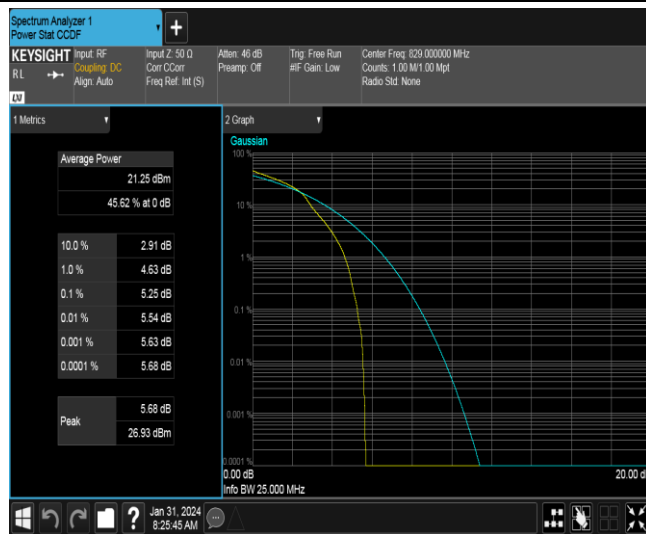 Spectrum Analyzer 1
Power Stat CCDF
+
KEYSIGHT
RL
LXI
Input: RF
Coupling: DC
Align: Auto
Input Z: 50 Ω
Corr CCorr
Freq Ref: Int (S)
Atten: 46 dB
Preamp: Off
Trig: Free Run
#IF Gain: Low
Center Freq: 829.000000 MHz
Counts: 1.00 M/1.00 Mpt
Radio Std: None
1 Metrics
Average Power
21.25 dBm
45.62 % at 0 dB
10.0 % 2.91 dB
1.0 % 4.63 dB
0.1 % 5.25 dB
0.01 % 5.54 dB
0.001 % 5.63 dB
0.0001 % 5.68 dB
Peak
5.68 dB
26.93 dBm
2 Graph
Gaussian
100 %
10 %
1 %
0.1 %
0.01 %
0.001 %
0.0001 %
0.00 dB
20.00 d
Info BW 25.000 MHz
?
Jan 31, 2024
8:25:45 AM